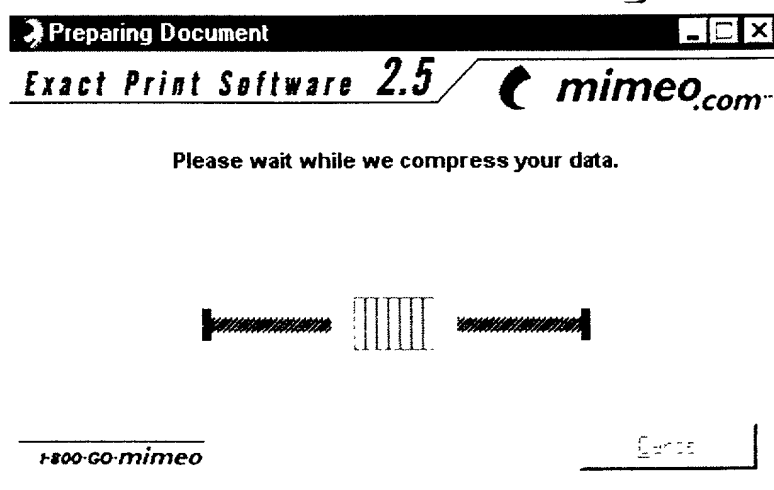 Preparing Document
Exact Print Software 2.5
mimeo.com
Please wait while we compress your data.
1-800-GO-mimeo